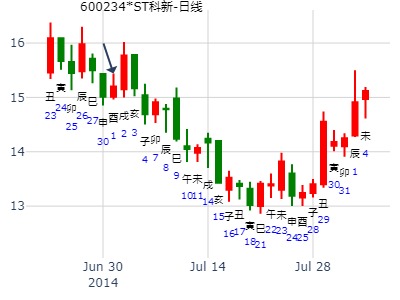 600234*ST科新-日线
16
15
14
13
丑 寅 卯 辰 巳 申 酉 戌 亥 子 卯 辰 巳 午 未 戌 亥 子 丑 寅 巳 午 未 申 酉 子 丑 寅 卯 辰 未
23 24 25 26 27 30 1 2 3 4 7 8 9 10 11 14 15 16 17 18 21 22 23 24 25 28 29 30 31 1 4
Jun 30 Jul 14 Jul 28
2014